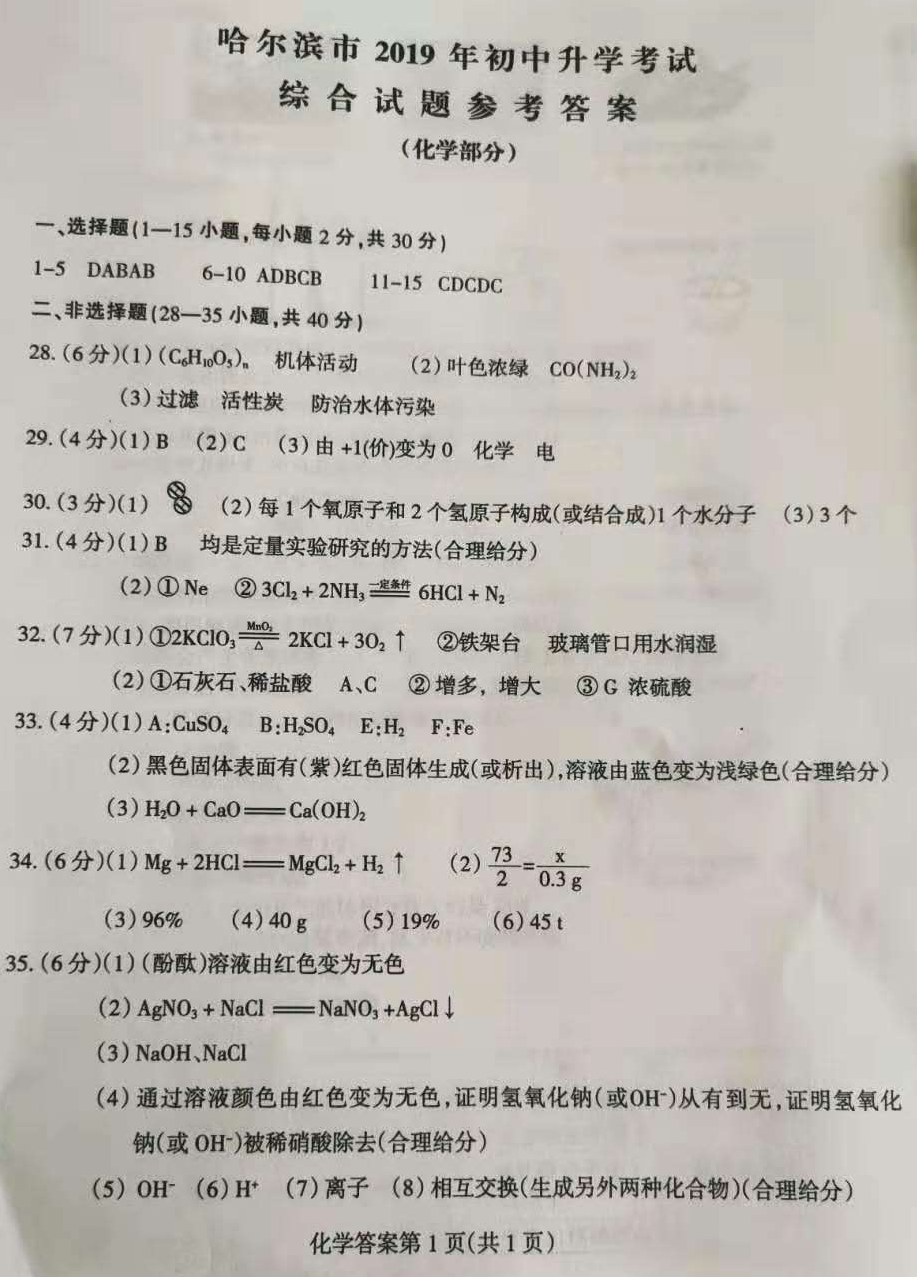 哈尔滨市 2019 年初中升学考试
综合试题参考答案
(化学部分)
一、选择题(1—15 小题,每小题 2 分,共 30 分)
1-5 DABAB 6-10 ADBCB 11-15 CDCDC
二、非选择题(28—35 小题,共 40 分)
28.(6 分)(1)(C₆H₁₀O₅)ₙ 机体活动 (2)叶色浓绿 CO(NH₂)₂
(3)过滤 活性炭 防治水体污染
29.(4 分)(1)B (2)C (3)由 +1(价)变为 0 化学 电
30.(3 分)(1) (2)每 1 个氧原子和 2 个氢原子构成(或结合成)1 个水分子 (3)3 个
31.(4 分)(1)B 均是定量实验研究的方法(合理给分)
(2)①Ne ②3Cl₂ + 2NH₃ 一定条件 6HCl + N₂
32.(7 分)(1)①2KClO₃ MnO₂ ══ △ 2KCl + 3O₂ ↑ ②铁架台 玻璃管口用水润湿
(2)①石灰石、稀盐酸 A、C ②增多, 增大 ③G 浓硫酸
33.(4 分)(1)A:CuSO₄ B:H₂SO₄ E:H₂ F:Fe
(2)黑色固体表面有(紫)红色固体生成(或析出),溶液由蓝色变为浅绿色(合理给分)
(3)H₂O + CaO══Ca(OH)₂
34.(6 分)(1)Mg + 2HCl══MgCl₂ + H₂ ↑ (2)73/2=x/0.3 g
(3)96% (4)40 g (5)19% (6)45 t
35.(6 分)(1)(酚酞)溶液由红色变为无色
(2)AgNO₃ + NaCl ══ NaNO₃ +AgCl↓
(3)NaOH、NaCl
(4)通过溶液颜色由红色变为无色,证明氢氧化钠(或OH⁻)从有到无,证明氢氧化
钠(或 OH⁻)被稀硝酸除去(合理给分)
(5) OH⁻ (6)H⁺ (7)离子 (8)相互交换(生成另外两种化合物)(合理给分)
化学答案第 1 页(共 1 页)